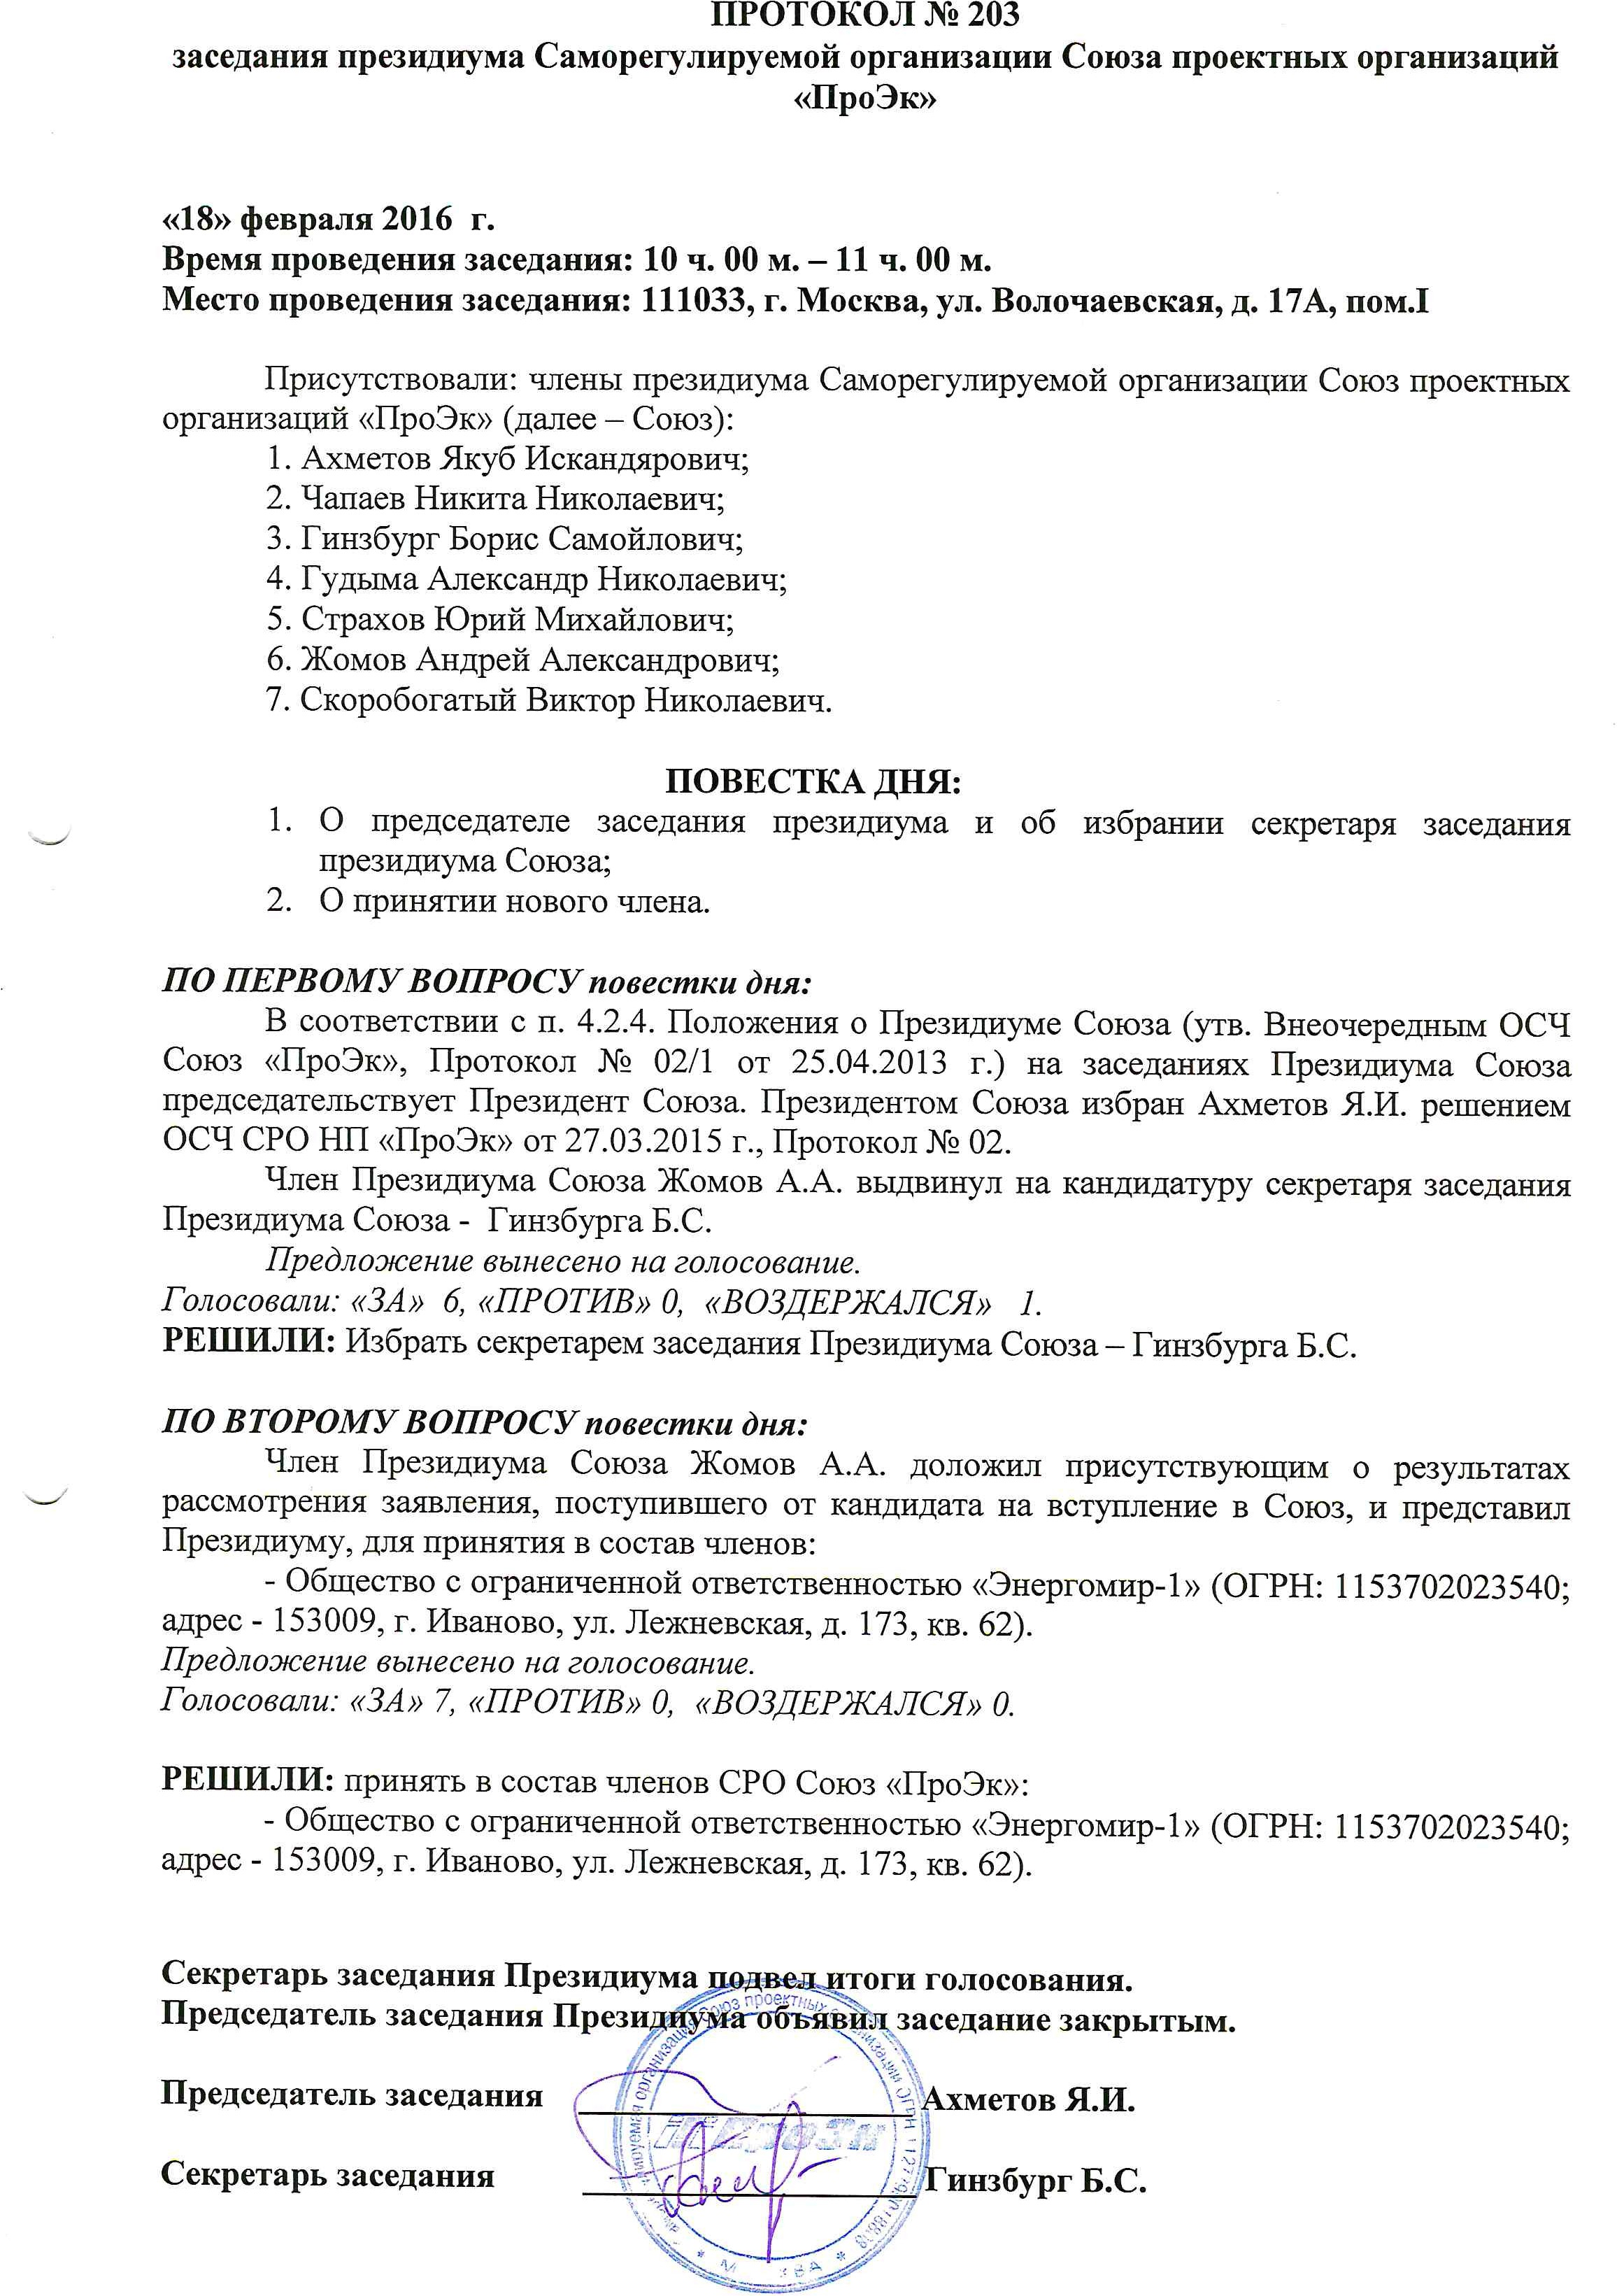 ПРОТОКОЛ № 203
заседания президиума Саморегулируемой организации Союза проектных организаций
«ПроЭк»
«18» февраля 2016 г.
Время проведения заседания: 10 ч. 00 м. – 11 ч. 00 м.
Место проведения заседания: 111033, г. Москва, ул. Волочаевская, д. 17А, пом.I
Присутствовали: члены президиума Саморегулируемой организации Союз проектных
организаций «ПроЭк» (далее – Союз):
1. Ахметов Якуб Искандярович;
2. Чапаев Никита Николаевич;
3. Гинзбург Борис Самойлович;
4. Гудыма Александр Николаевич;
5. Страхов Юрий Михайлович;
6. Жомов Андрей Александрович;
7. Скоробогатый Виктор Николаевич.
ПОВЕСТКА ДНЯ:
1. О председателе заседания президиума и об избрании секретаря заседания
президиума Союза;
2. О принятии нового члена.
ПО ПЕРВОМУ ВОПРОСУ повестки дня:
В соответствии с п. 4.2.4. Положения о Президиуме Союза (утв. Внеочередным ОСЧ
Союз «ПроЭк», Протокол № 02/1 от 25.04.2013 г.) на заседаниях Президиума Союза
председательствует Президент Союза. Президентом Союза избран Ахметов Я.И. решением
ОСЧ СРО НП «ПроЭк» от 27.03.2015 г., Протокол № 02.
Член Президиума Союза Жомов А.А. выдвинул на кандидатуру секретаря заседания
Президиума Союза - Гинзбурга Б.С.
Предложение вынесено на голосование.
Голосовали: «ЗА» 6, «ПРОТИВ» 0, «ВОЗДЕРЖАЛСЯ» 1.
РЕШИЛИ: Избрать секретарем заседания Президиума Союза – Гинзбурга Б.С.
ПО ВТОРОМУ ВОПРОСУ повестки дня:
Член Президиума Союза Жомов А.А. доложил присутствующим о результатах
рассмотрения заявления, поступившего от кандидата на вступление в Союз, и представил
Президиуму, для принятия в состав членов:
- Общество с ограниченной ответственностью «Энергомир-1» (ОГРН: 1153702023540;
адрес - 153009, г. Иваново, ул. Лежневская, д. 173, кв. 62).
Предложение вынесено на голосование.
Голосовали: «ЗА» 7, «ПРОТИВ» 0, «ВОЗДЕРЖАЛСЯ» 0.
РЕШИЛИ: принять в состав членов СРО Союз «ПроЭк»:
- Общество с ограниченной ответственностью «Энергомир-1» (ОГРН: 1153702023540;
адрес - 153009, г. Иваново, ул. Лежневская, д. 173, кв. 62).
Секретарь заседания Президиума подвел итоги голосования.
Председатель заседания Президиума объявил заседание закрытым.
Председатель заседания Ахметов Я.И.
Секретарь заседания Гинзбург Б.С.
организация Союз проектных